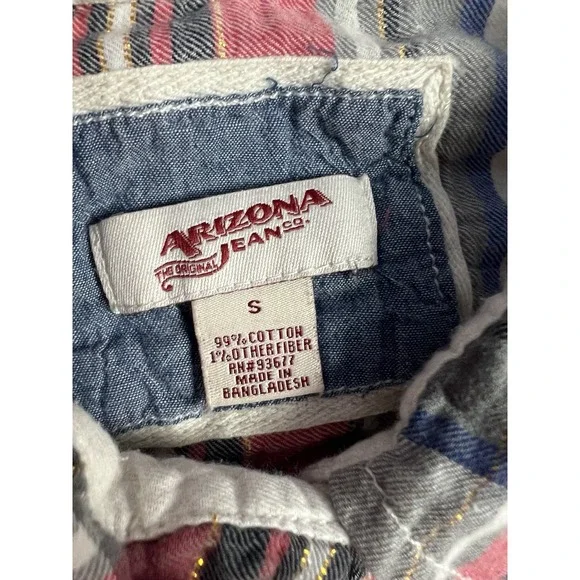 ARIZONA
JEAN CO.
THE ORIGINAL
S
99% COTTON
1% OTHER FIBER
RN#93677
MADE IN
BANGLADESH